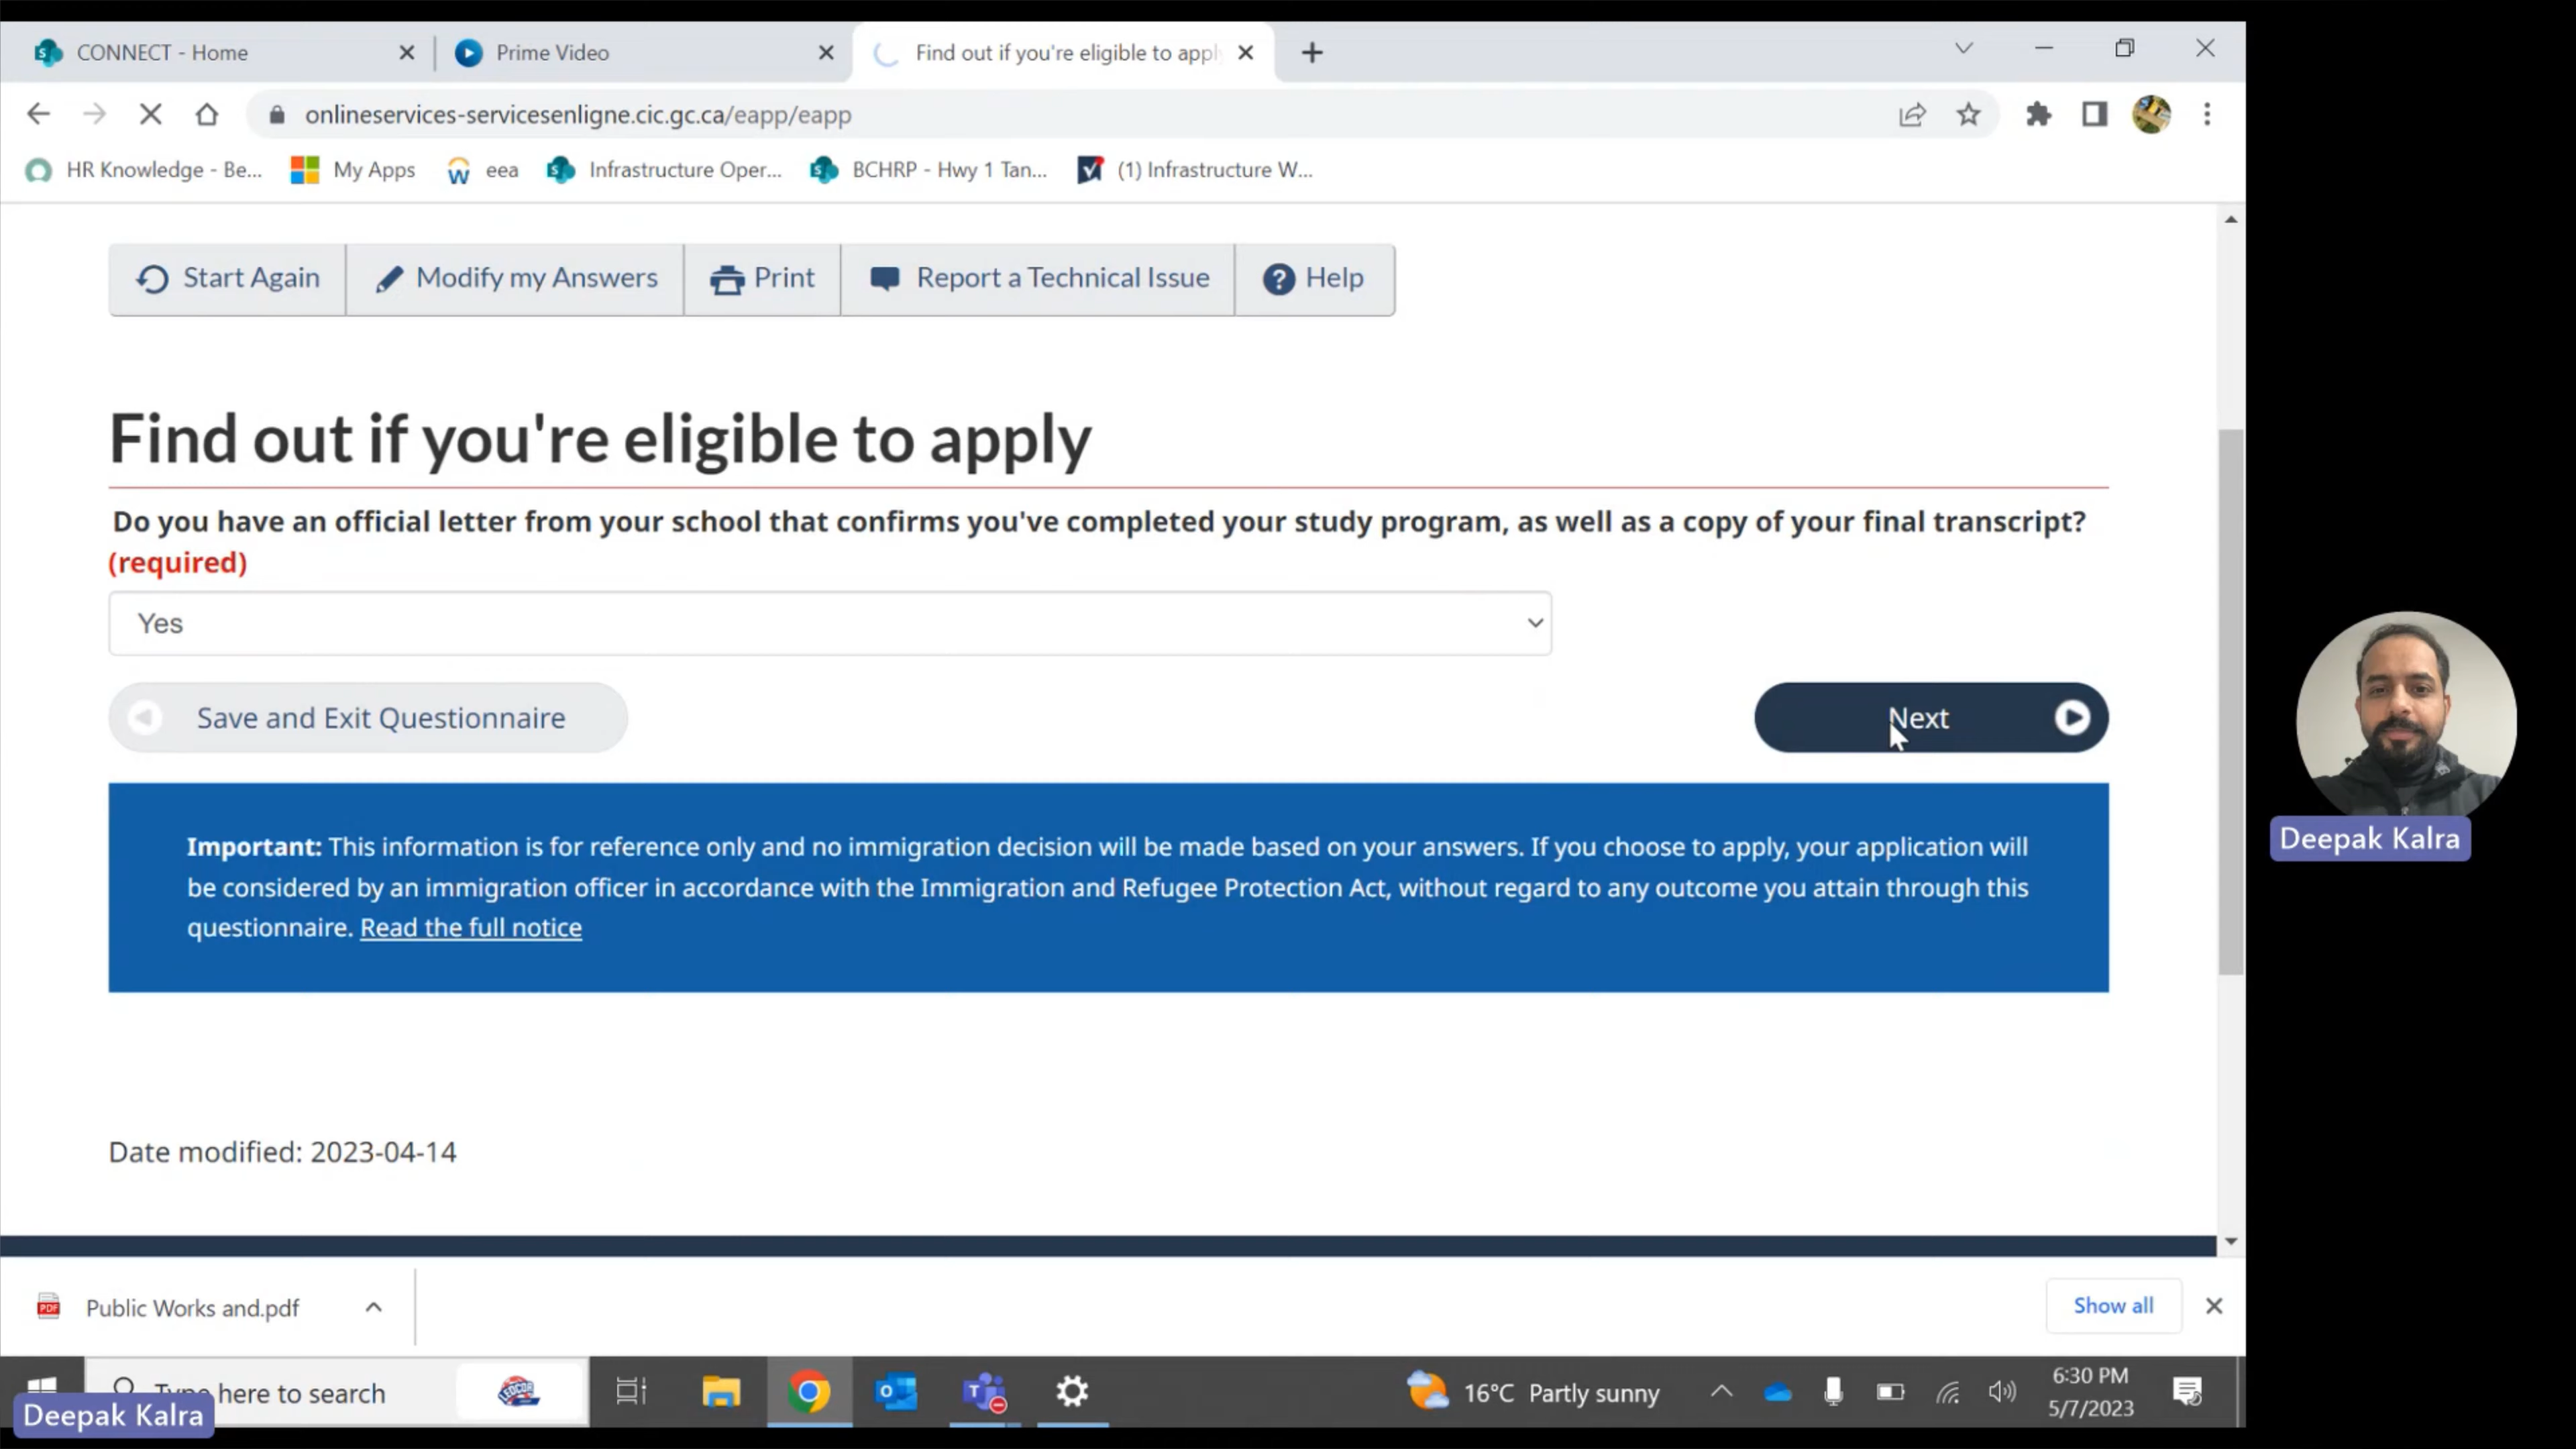 CONNECT - Home
Prime Video
Find out if you're eligible to appl
onlineservices-servicesenligne.cic.gc.ca/eapp/eapp
HR Knowledge - Be...
My Apps
eea
Infrastructure Oper...
BCHRP - Hwy 1 Tan...
(1) Infrastructure W...
Start Again
Modify my Answers
Print
Report a Technical Issue
Help
Find out if you're eligible to apply
Do you have an official letter from your school that confirms you've completed your study program, as well as a copy of your final transcript?
(required)
Yes
Save and Exit Questionnaire
Next
Deepak Kalra
Important: This information is for reference only and no immigration decision will be made based on your answers. If you choose to apply, your application will
be considered by an immigration officer in accordance with the Immigration and Refugee Protection Act, without regard to any outcome you attain through this
questionnaire. Read the full notice
Date modified: 2023-04-14
PDF
Public Works and.pdf
Show all
Type here to search
LEDCOR
16°C Partly sunny
6:30 PM
5/7/2023
Deepak Kalra